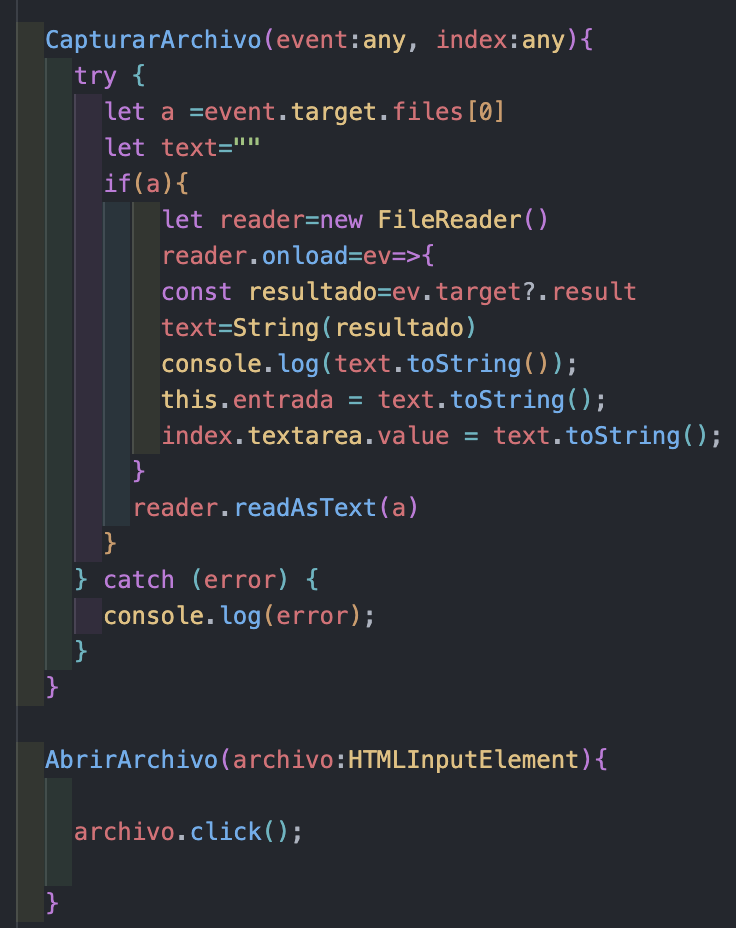 CapturarArchivo(event:any, index:any){
try {
let a =event.target.files[0]
let text=""
if(a){
let reader=new FileReader()
reader.onload=ev=>{
const resultado=ev.target?.result
text=String(resultado)
console.log(text.toString());
this.entrada = text.toString();
index.textarea.value = text.toString();
}
reader.readAsText(a)
}
} catch (error) {
console.log(error);
}
}
AbrirArchivo(archivo:HTMLInputElement){
archivo.click();
}